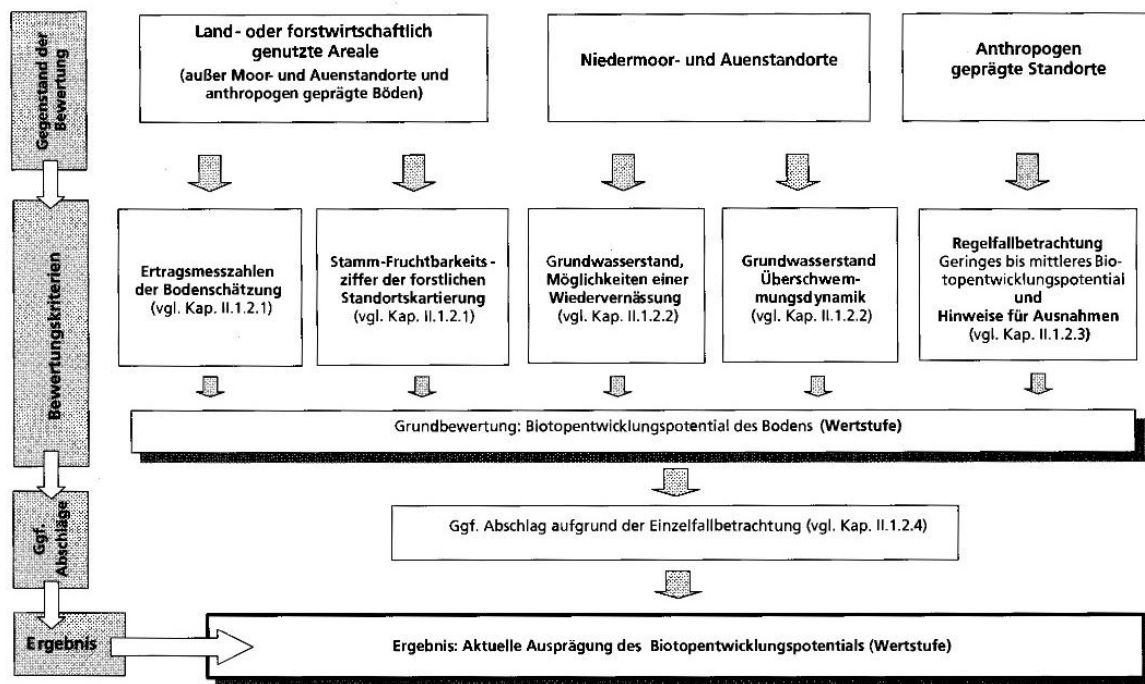 Gegenstand der
Bewertung
Land- oder forstwirtschaftlich
genutzte Areale
(außer Moor- und Auenstandorte und
anthropogen geprägte Böden)
Niedermoor- und Auenstandorte
Anthropogen
geprägte Standorte
Bewertungskriterien
Ertragsmesszahlen
der Bodenschätzung
(vgl. Kap. II.1.2.1)
Stamm-Fruchtbarkeits-
ziffer der forstlichen
Standortskartierung
(vgl. Kap. II.1.2.1)
Grundwasserstand,
Möglichkeiten einer
Wiedervernässung
(vgl. Kap. II.1.2.2)
Grundwasserstand
Überschwem-
mungsdynamik
(vgl. Kap. II.1.2.2)
Regelfallbetrachtung
Geringes bis mittleres Bio-
topentwicklungspotential
und
Hinweise für Ausnahmen
(vgl. Kap. II.1.2.3)
Grundbewertung: Biotopentwicklungspotential des Bodens (Wertstufe)
Ggf.
Abschläge
Ggf. Abschlag aufgrund der Einzelfallbetrachtung (vgl. Kap. II.1.2.4)
Ergebnis
Ergebnis: Aktuelle Ausprägung des Biotopentwicklungspotentials (Wertstufe)